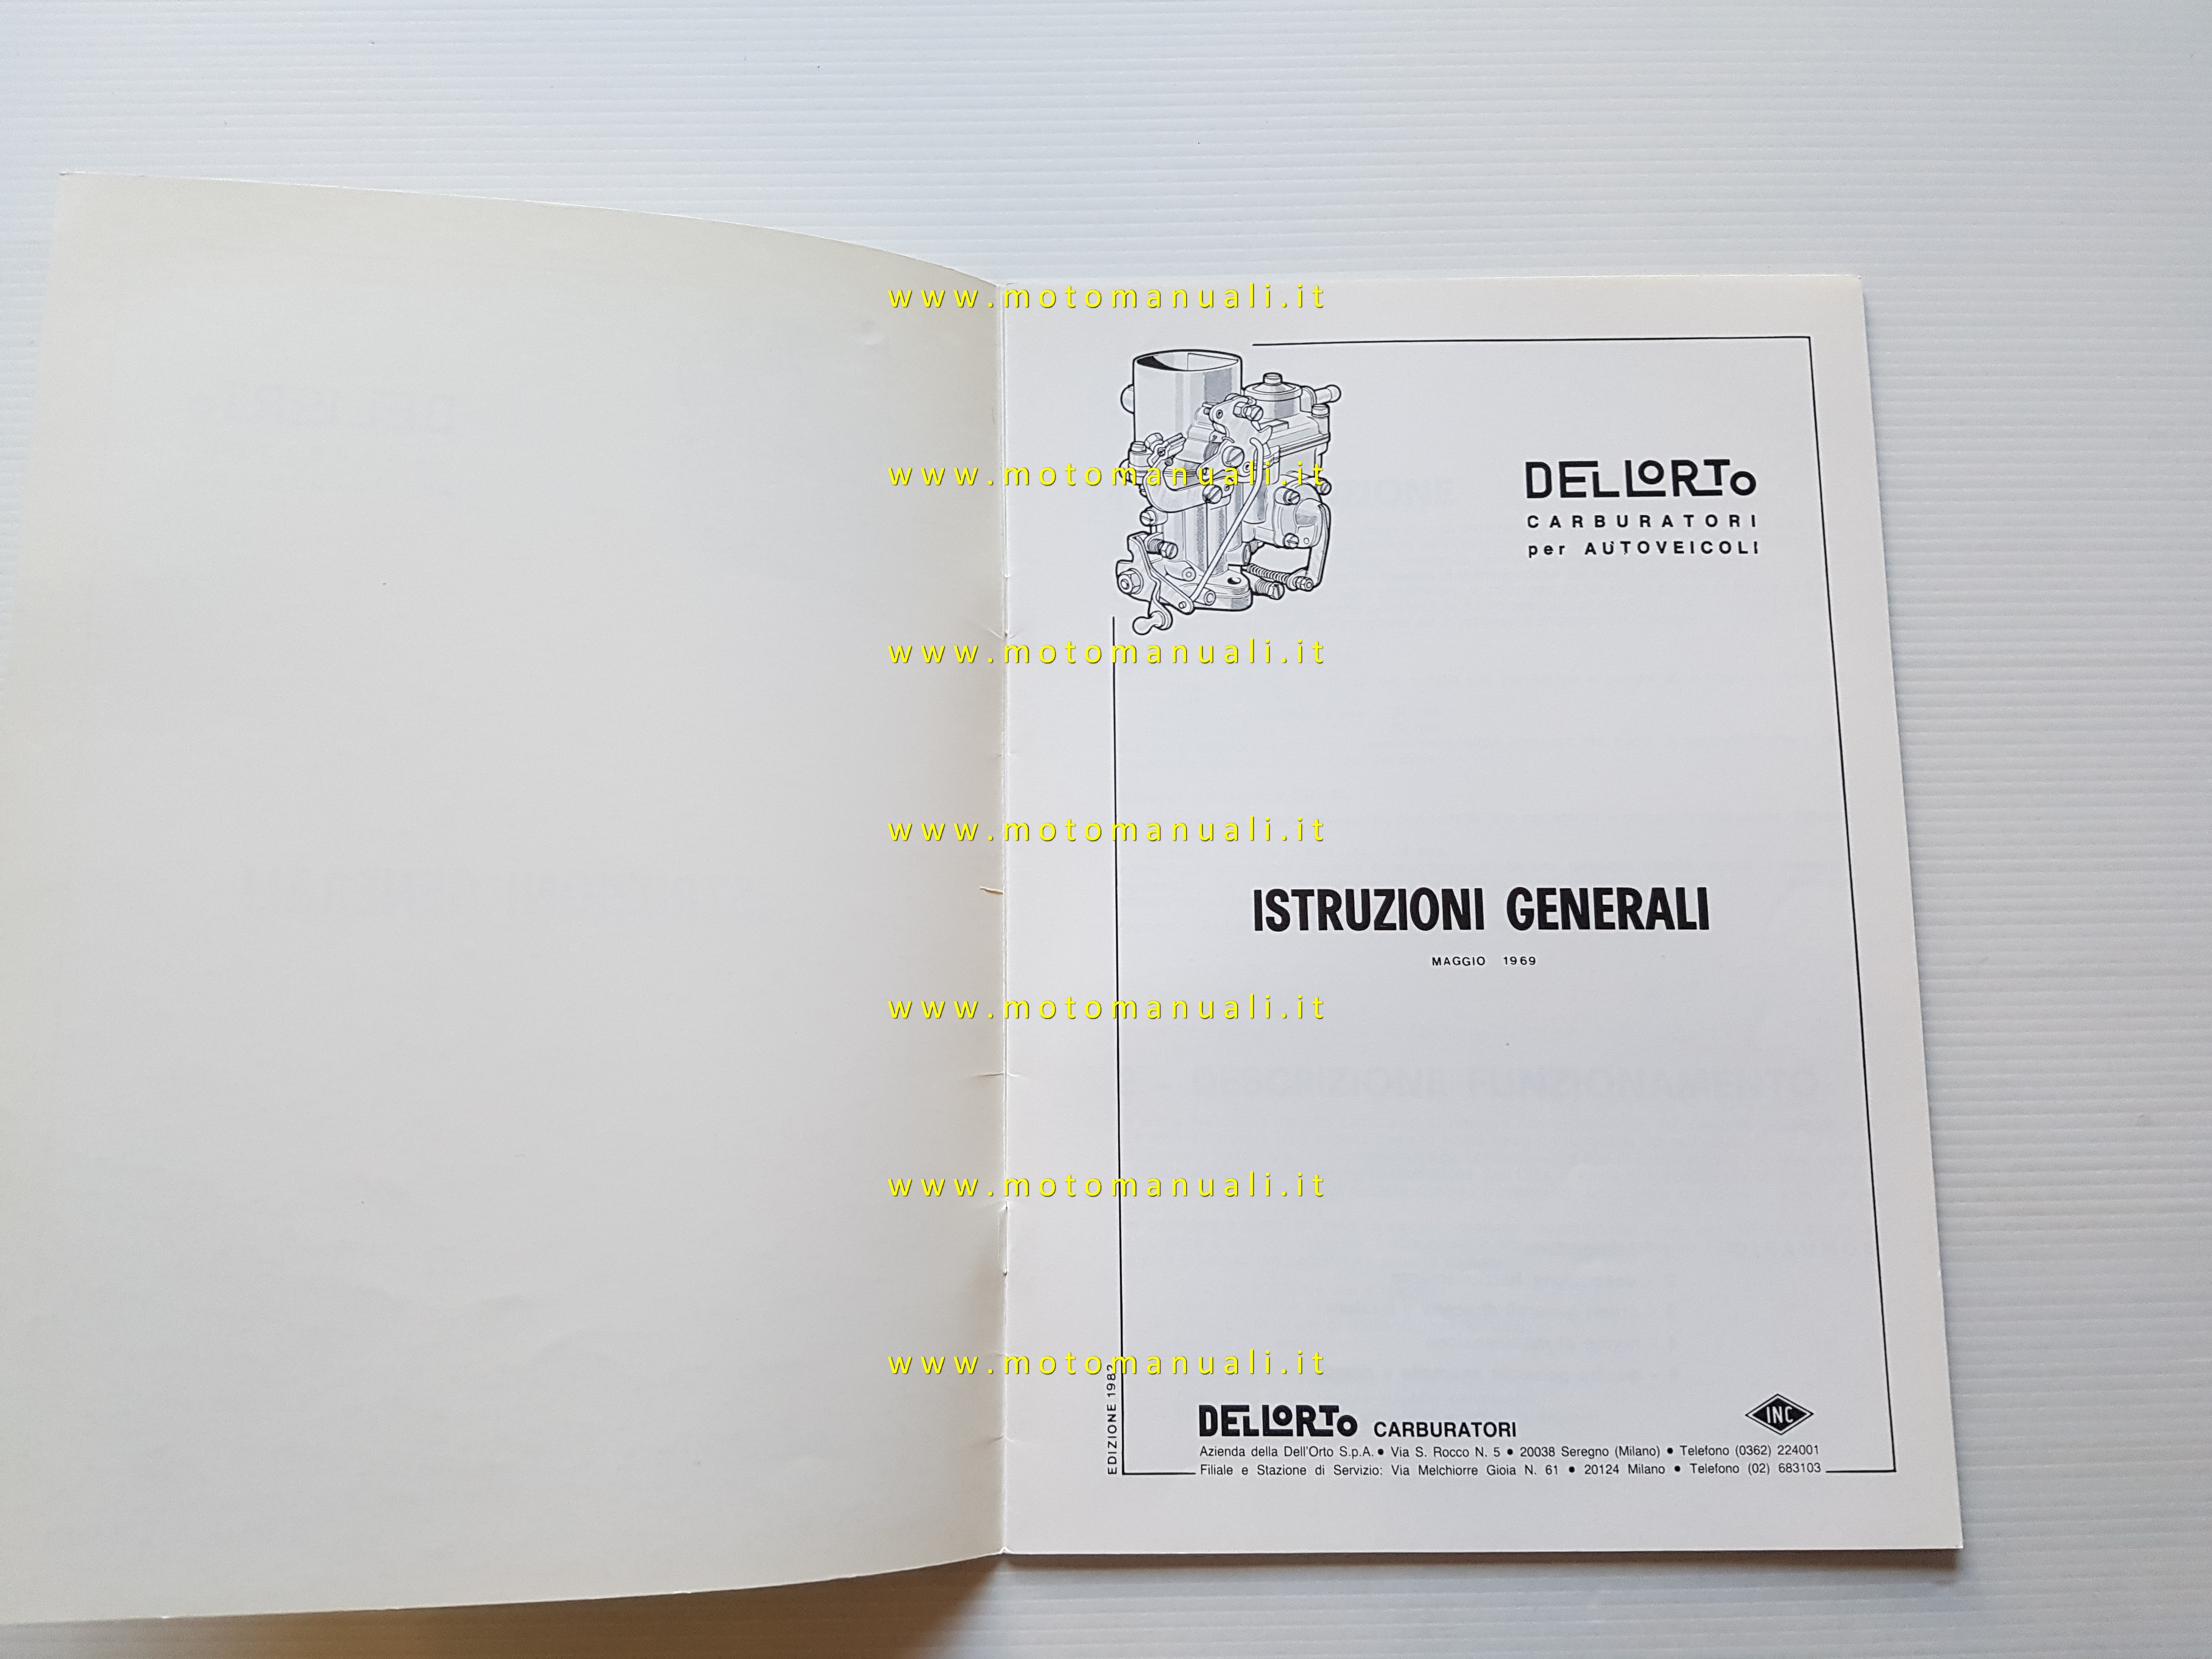 www.motomanuali.it
DELLORTO
CARBURATORI
per AUTOVEICOLI
www.motomanuali.it
www.motomanuali.it
www.motomanuali.it
ISTRUZIONI GENERALI
MAGGIO 1969
www.motomanuali.it
www.motomanuali.it
www.motomanuali.it
EDIZIONE 1982
DELLORTO CARBURATORI
INC
Azienda della Dell'Orto S.p.A. • Via S. Rocco N. 5 • 20038 Seregno (Milano) • Telefono (0362) 224001
Filiale e Stazione di Servizio: Via Melchiorre Gioia N. 61 • 20124 Milano • Telefono (02) 683103